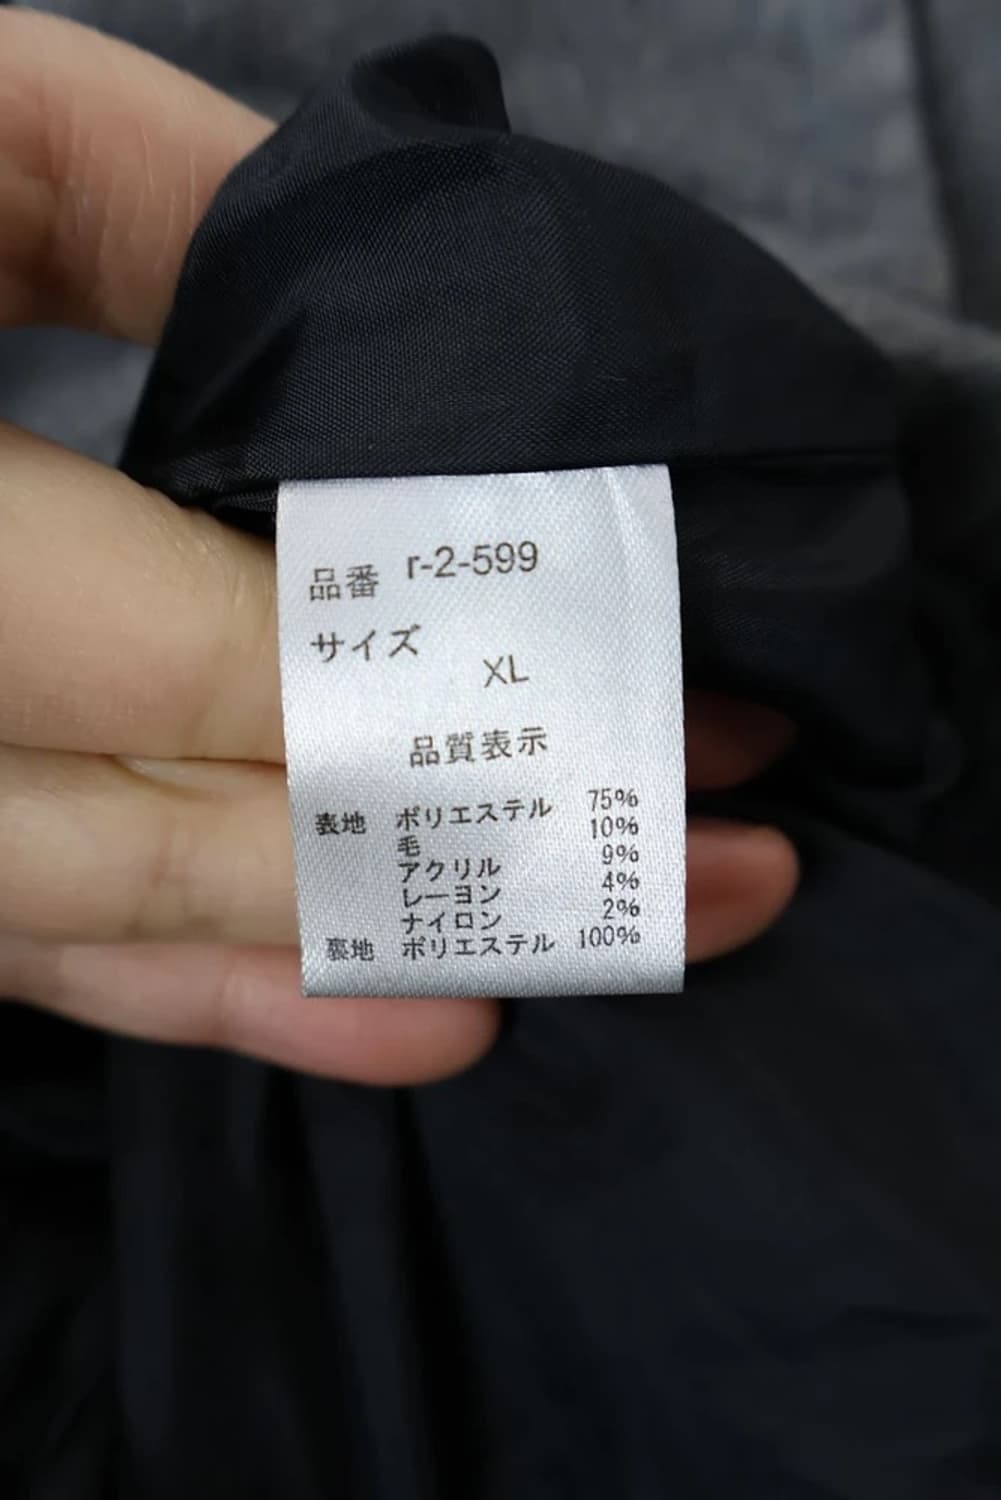 品番 r-2-599
サイズ
XL
品質表示
表地 ポリエステル 75%
毛 10%
アクリル 9%
レーヨン 4%
ナイロン 2%
裏地 ポリエステル 100%